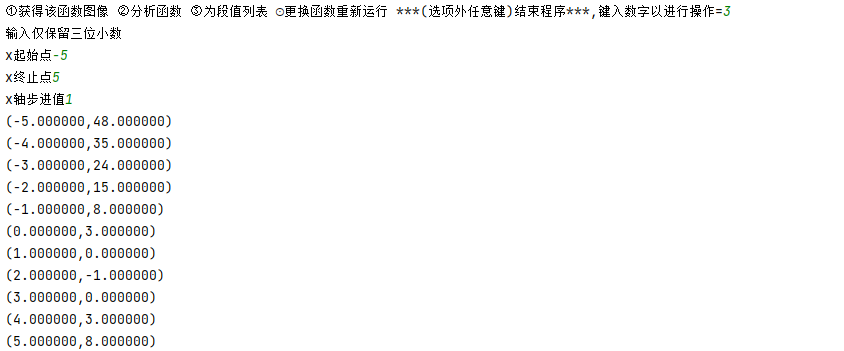 ①获得该函数图像 ②分析函数 ③为段值列表 ④更换函数重新运行 ***(选项外任意键)结束程序***,键入数字以进行操作=3
输入仅保留三位小数
x起始点-5
x终止点5
x轴步进值1
(-5.000000,48.000000)
(-4.000000,35.000000)
(-3.000000,24.000000)
(-2.000000,15.000000)
(-1.000000,8.000000)
(0.000000,3.000000)
(1.000000,0.000000)
(2.000000,-1.000000)
(3.000000,0.000000)
(4.000000,3.000000)
(5.000000,8.000000)